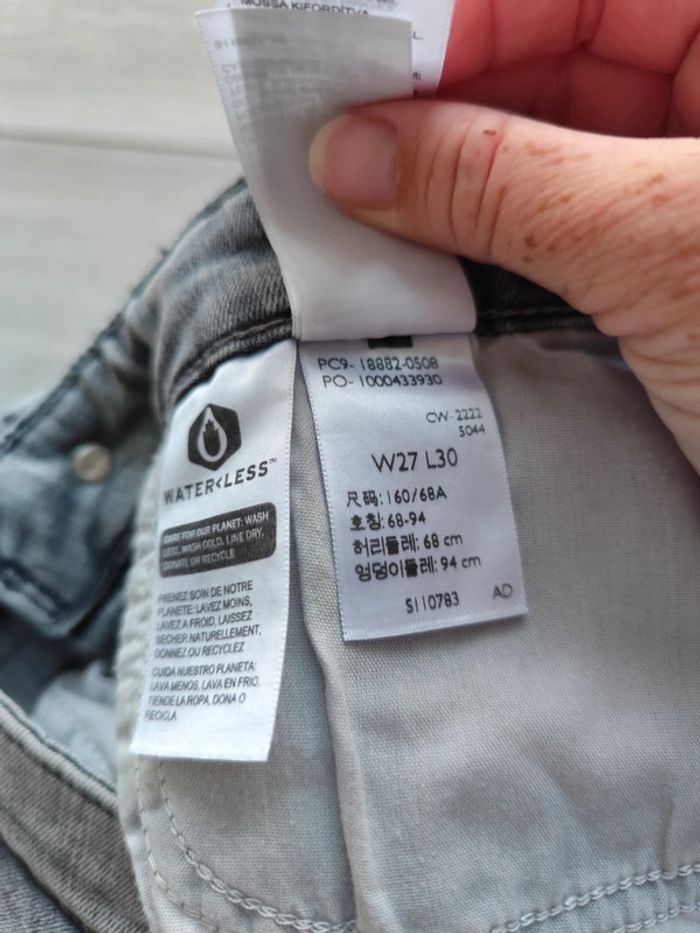 MOSSA KIFORDÍTVA
PC9- 18882-0508
PO- 1000433930
CW-2222
5044
W27 L30
尺码:160/68A
호칭:68-94
허리둘레: 68 cm
엉덩이둘레: 94 cm
5110783 AD
WATER<LESS™
CARE FOR OUR PLANET: WASH
LESS, WASH COLD, LINE DRY,
DONATE OR RECYCLE
PRENEZ SOIN DE NOTRE
PLANETE: LAVEZ MOINS,
LAVEZ A FROID, LAISSEZ
SECHER NATURELLEMENT,
DONNEZ OU RECYCLEZ
CUIDA NUESTRO PLANETA:
LAVA MENOS, LAVA EN FRIO,
TIENDE LA ROPA, DONA O
RECICLA